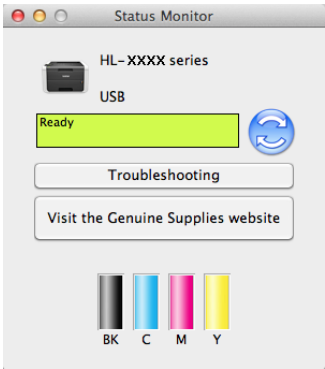 Status Monitor
HL-XXXX series
USB
Ready
Troubleshooting
Visit the Genuine Supplies website
BK C M Y